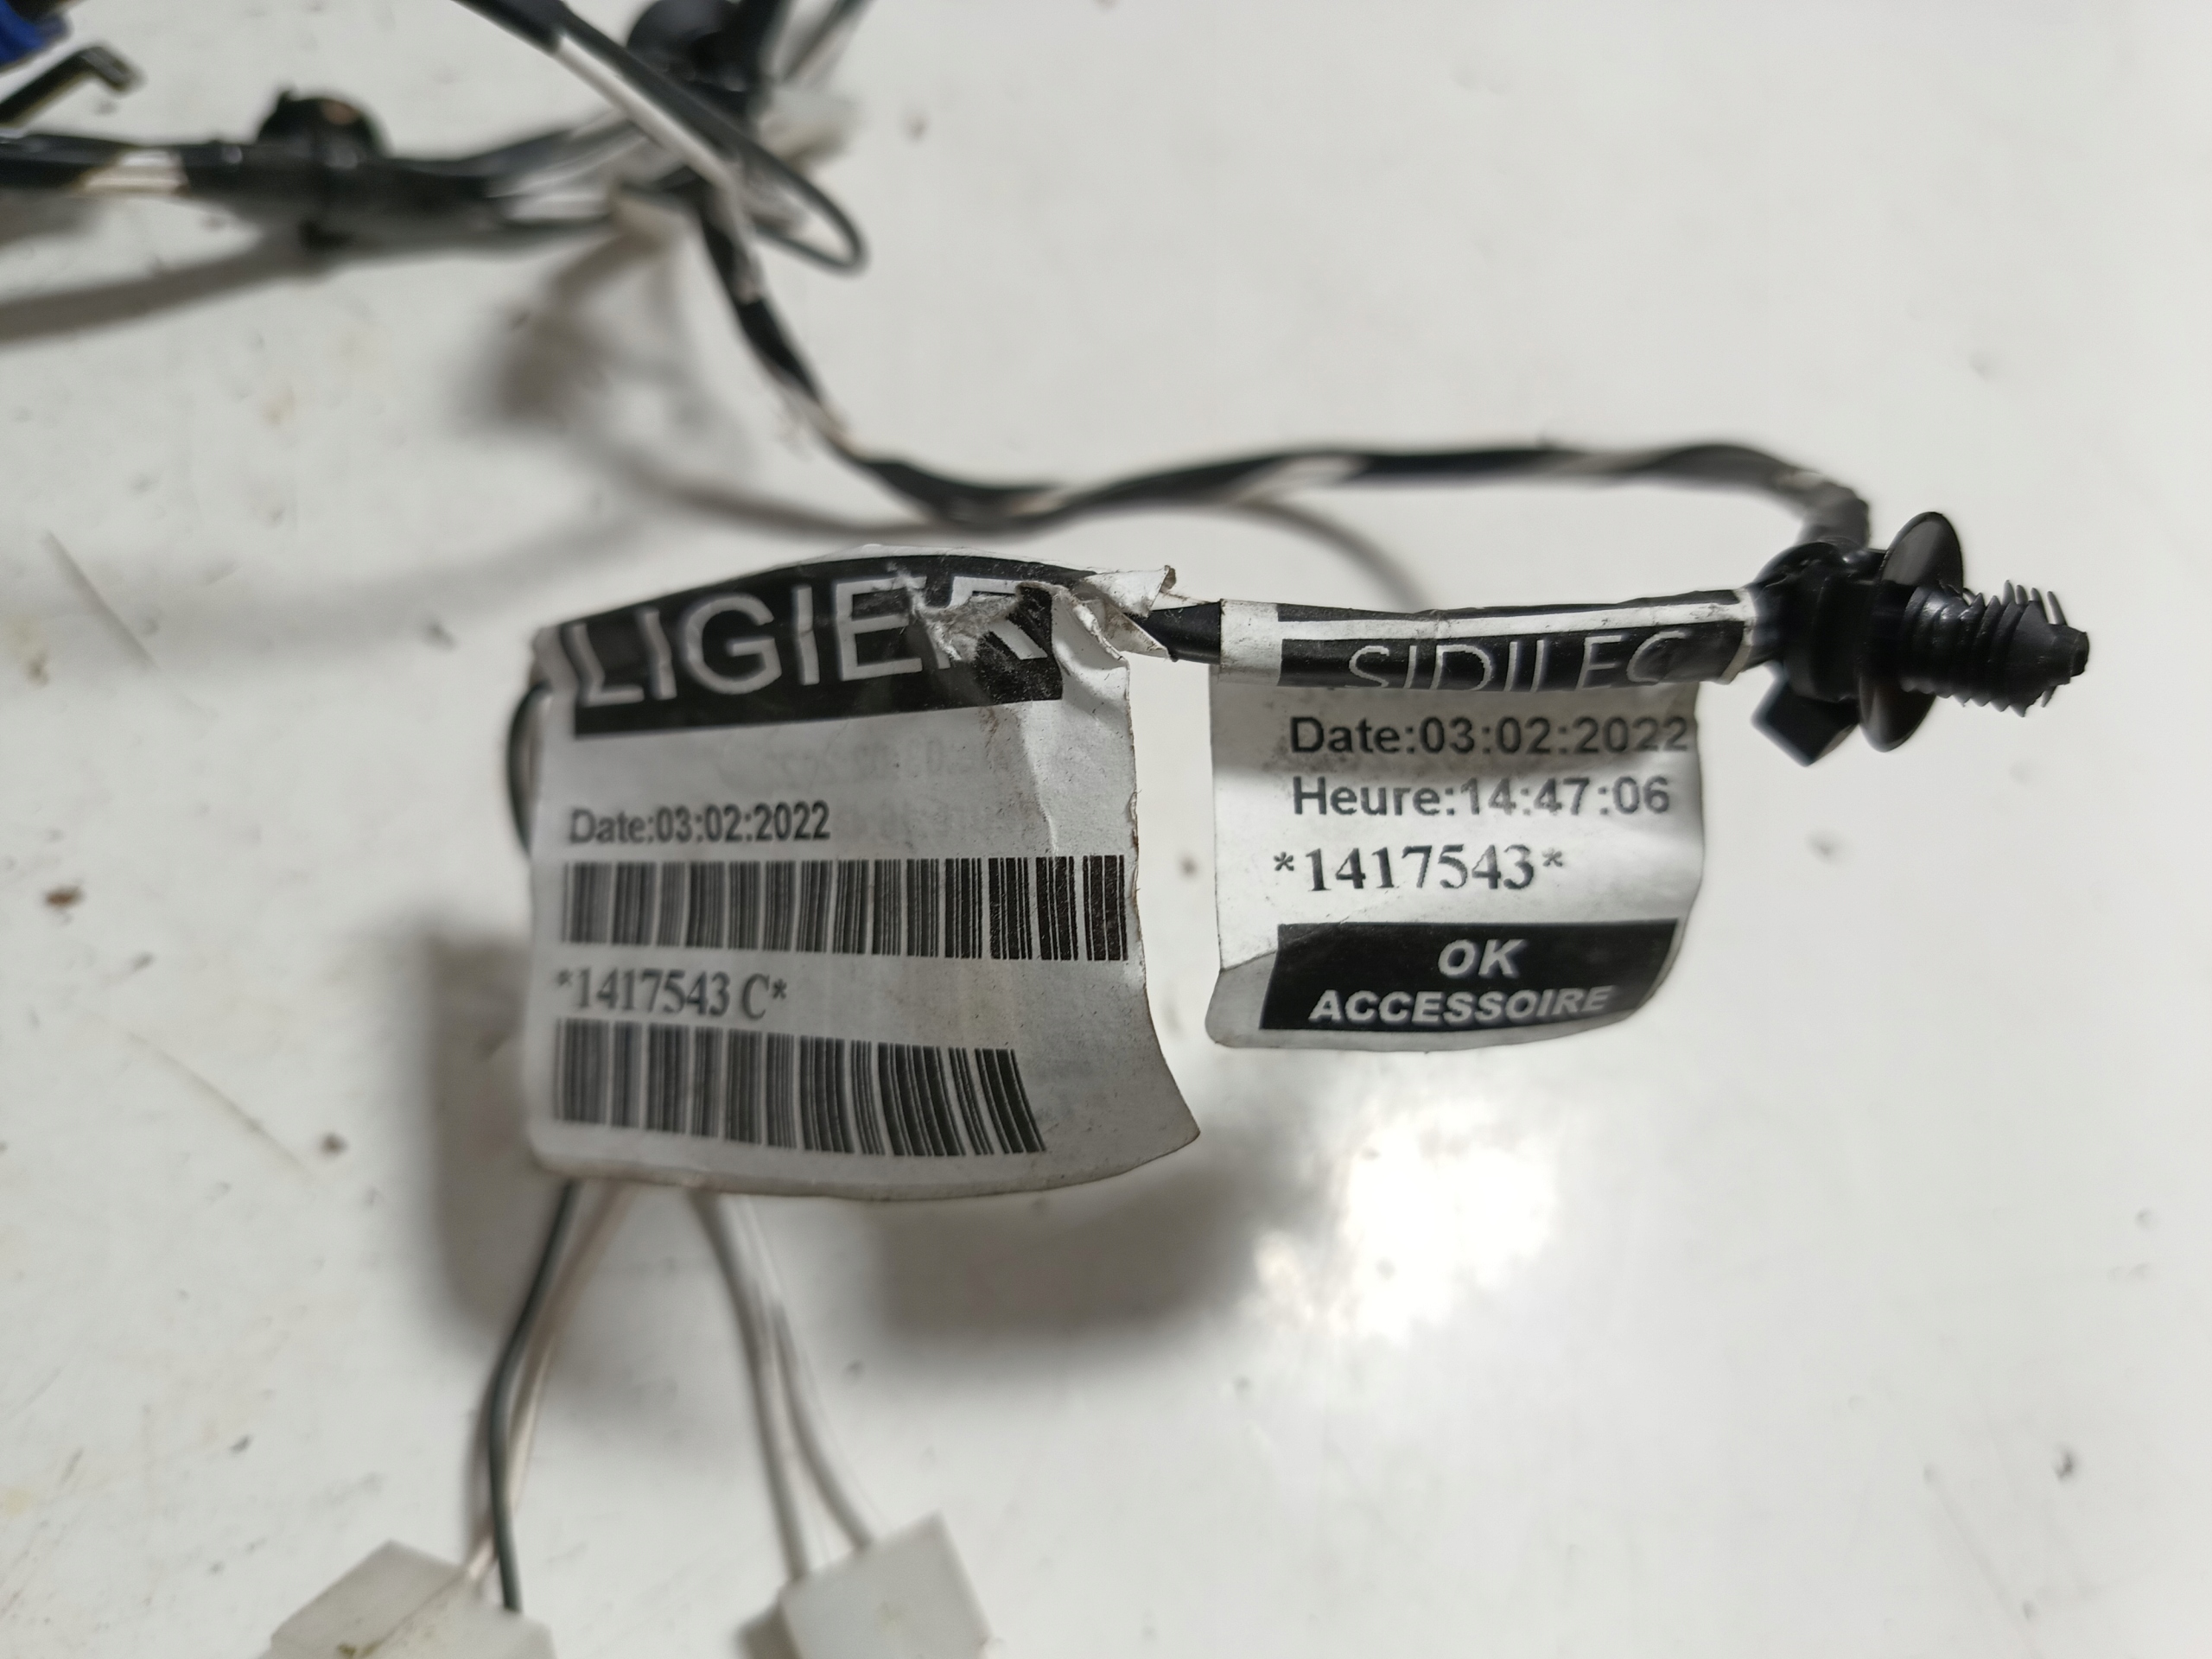 LIGIER
Date:03:02:2022
*1417543 C*
SIDILEC
Date:03:02:2022
Heure:14:47:06
*1417543*
OK
ACCESSOIRE